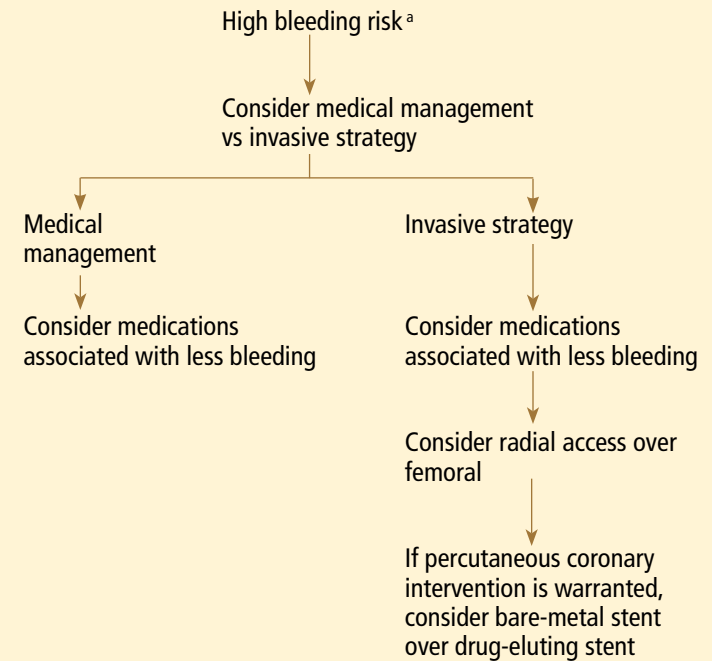 High bleeding risk a
Consider medical management
vs invasive strategy
Medical
management
Consider medications
associated with less bleeding
Invasive strategy
Consider medications
associated with less bleeding
Consider radial access over
femoral
If percutaneous coronary
intervention is warranted,
consider bare-metal stent
over drug-eluting stent